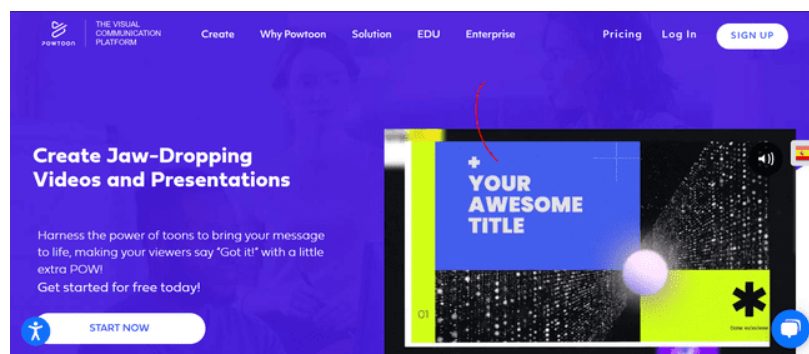 POWTOON
THE VISUAL
COMMUNICATION
PLATFORM
Create Why Powtoon Solution EDU Enterprise Pricing Log In SIGN UP
Create Jaw-Dropping
Videos and Presentations
Harness the power of toons to bring your message
to life, making your viewers say "Got it!" with a little
extra POW!
Get started for free today!
START NOW
YOUR
AWESOME
TITLE
01